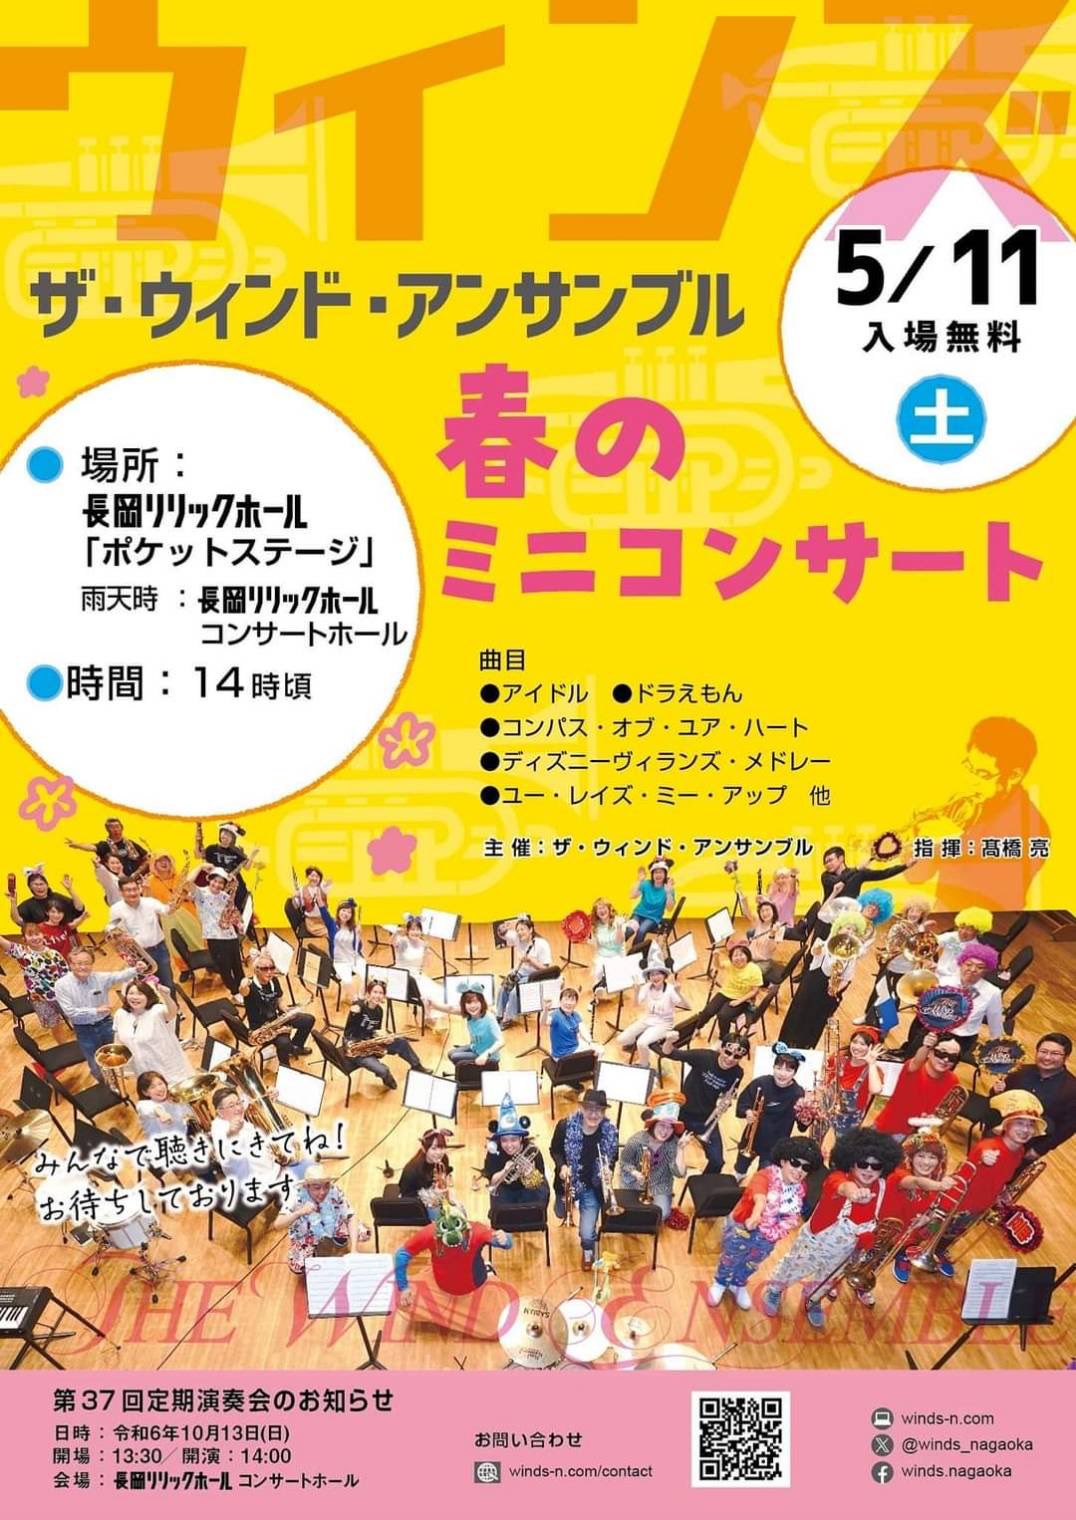 ウィンズ
ザ・ウィンド・アンサンブル
5/11
入場無料
土
春の
ミニコンサート
● 場所：
長岡リリックホール
「ポケットステージ」
雨天時：長岡リリックホール
コンサートホール
●時間：14時頃
曲目
●アイドル ●ドラえもん
●コンパス・オブ・ユア・ハート
●ディズニーヴィランズ・メドレー
●ユー・レイズ・ミー・アップ 他
主催：ザ・ウィンド・アンサンブル
指揮：髙橋 亮
みんなで聴きにきてね！
お待ちしております
THE WIND ENSEMBLE
第37回定期演奏会のお知らせ
日時：令和6年10月13日(日)
開場：13:30／開演：14:00
会場：長岡リリックホール コンサートホール
お問い合わせ
winds-n.com/contact
winds-n.com
@winds_nagaoka
winds.nagaoka